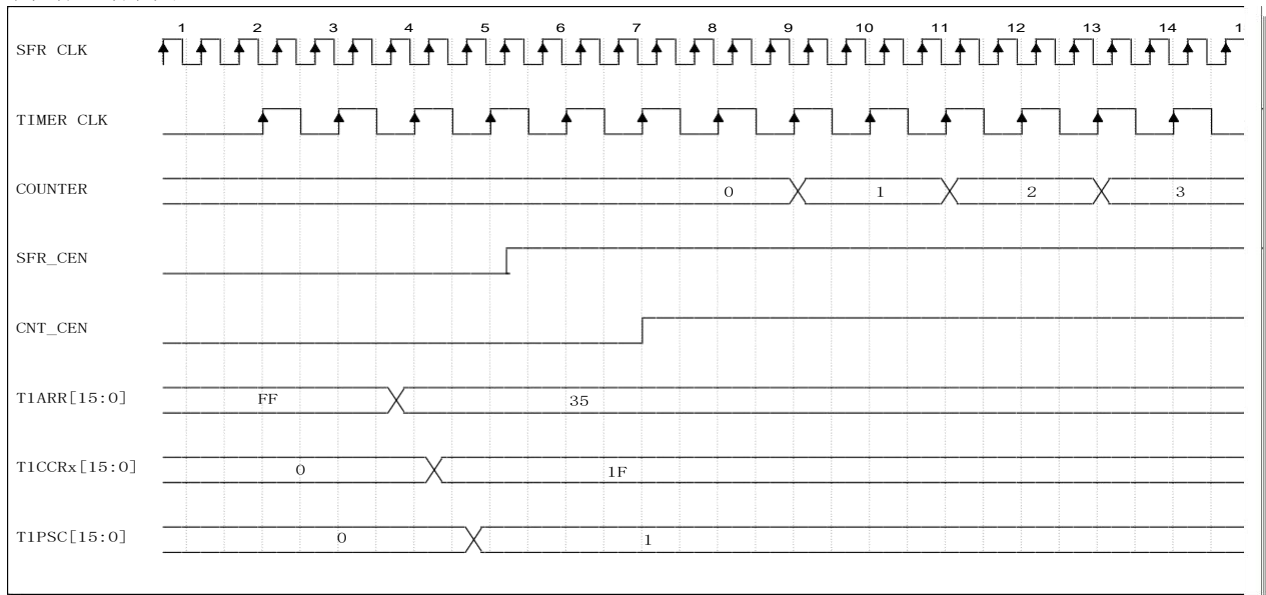 1 2 3 4 5 6 7 8 9 10 11 12 13 14 1
SFR CLK
TIMER CLK
COUNTER 0 1 2 3
SFR_CEN
CNT_CEN
T1ARR[15:0] FF 35
T1CCRx[15:0] 0 1F
T1PSC[15:0] 0 1